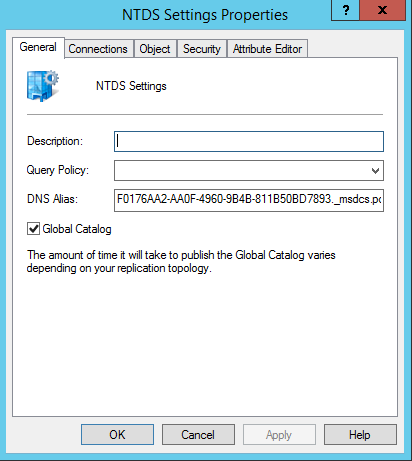 NTDS Settings Properties
? x
General Connections Object Security Attribute Editor
NTDS Settings
Description:
Query Policy:
DNS Alias: F0176AA2-AA0F-4960-9B4B-811B50BD7893._msdcs.po
Global Catalog
The amount of time it will take to publish the Global Catalog varies
depending on your replication topology.
OK Cancel Apply Help